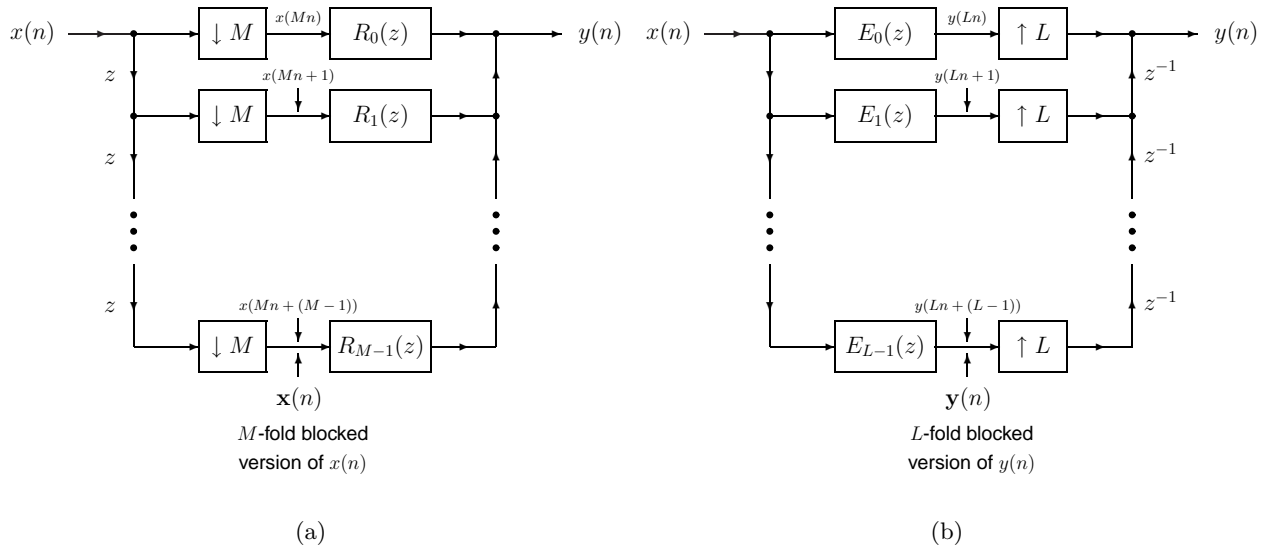 x(n) ↓ M x(Mn) R_0(z) y(n)
z
↓ M x(Mn + 1) R_1(z)
z
z
↓ M x(Mn + (M − 1)) R_{M−1}(z)
𝐱(n)
M-fold blocked
version of x(n)
(a)
x(n) E_0(z) y(Ln) ↑ L y(n)
z^{−1}
E_1(z) y(Ln + 1) ↑ L
z^{−1}
z^{−1}
E_{L−1}(z) y(Ln + (L − 1)) ↑ L
𝐲(n)
L-fold blocked
version of y(n)
(b)